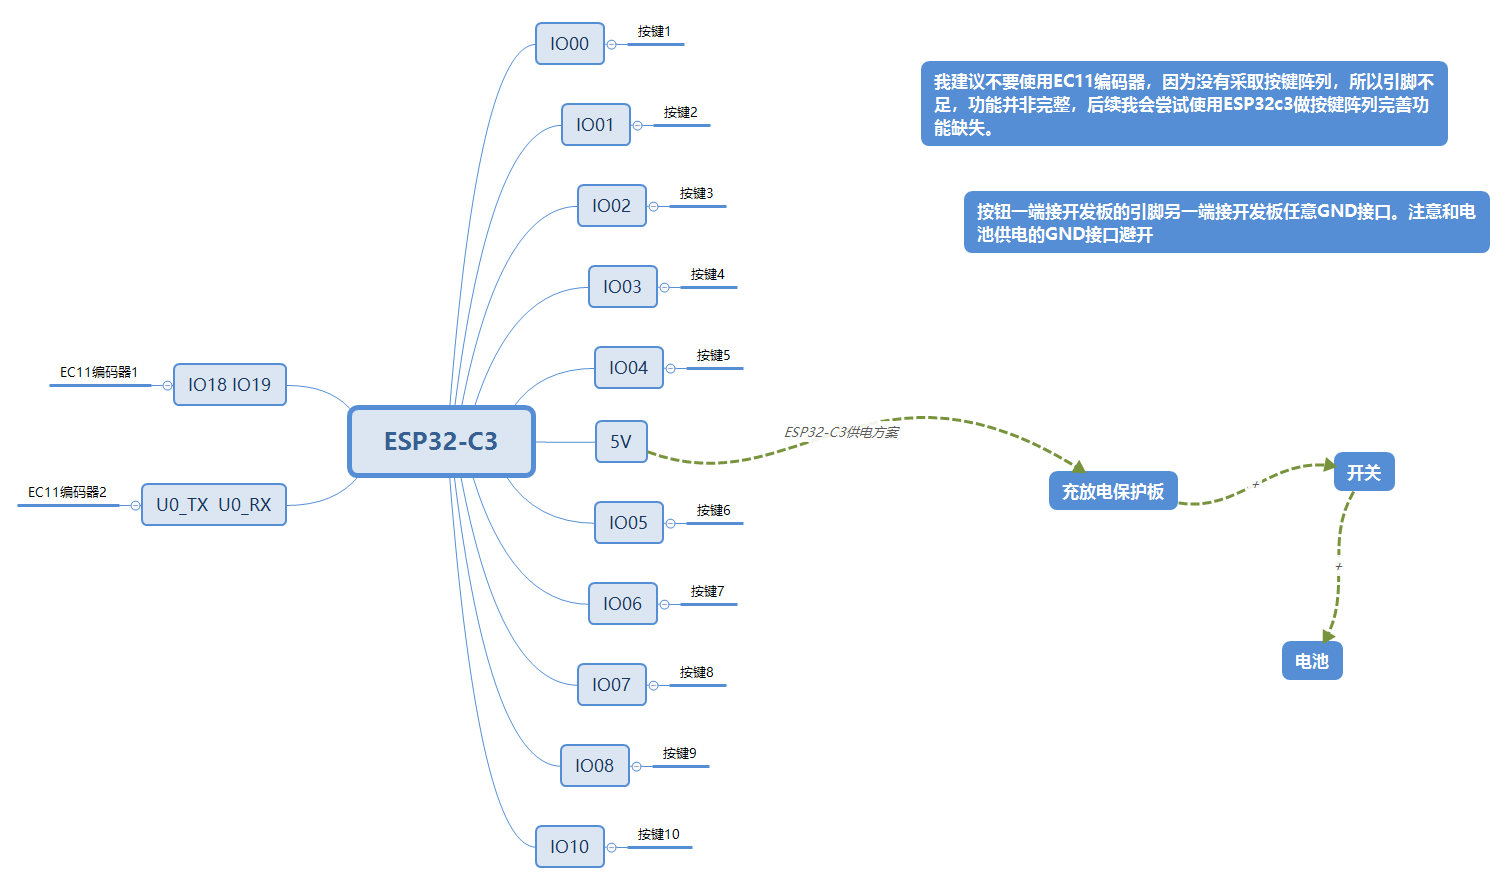 IO00
按键1
IO01
按键2
IO02
按键3
IO03
按键4
IO04
按键5
5V
IO05
按键6
IO06
按键7
IO07
按键8
IO08
按键9
IO10
按键10
ESP32-C3
EC11编码器1
IO18 IO19
EC11编码器2
U0_TX  U0_RX
我建议不要使用EC11编码器，因为没有采取按键阵列，所以引脚不
足，功能并非完整，后续我会尝试使用ESP32c3做按键阵列完善功
能缺失。
按钮一端接开发板的引脚另一端接开发板任意GND接口。注意和电
池供电的GND接口避开
ESP32-C3供电方案
充放电保护板
+
开关
+
电池